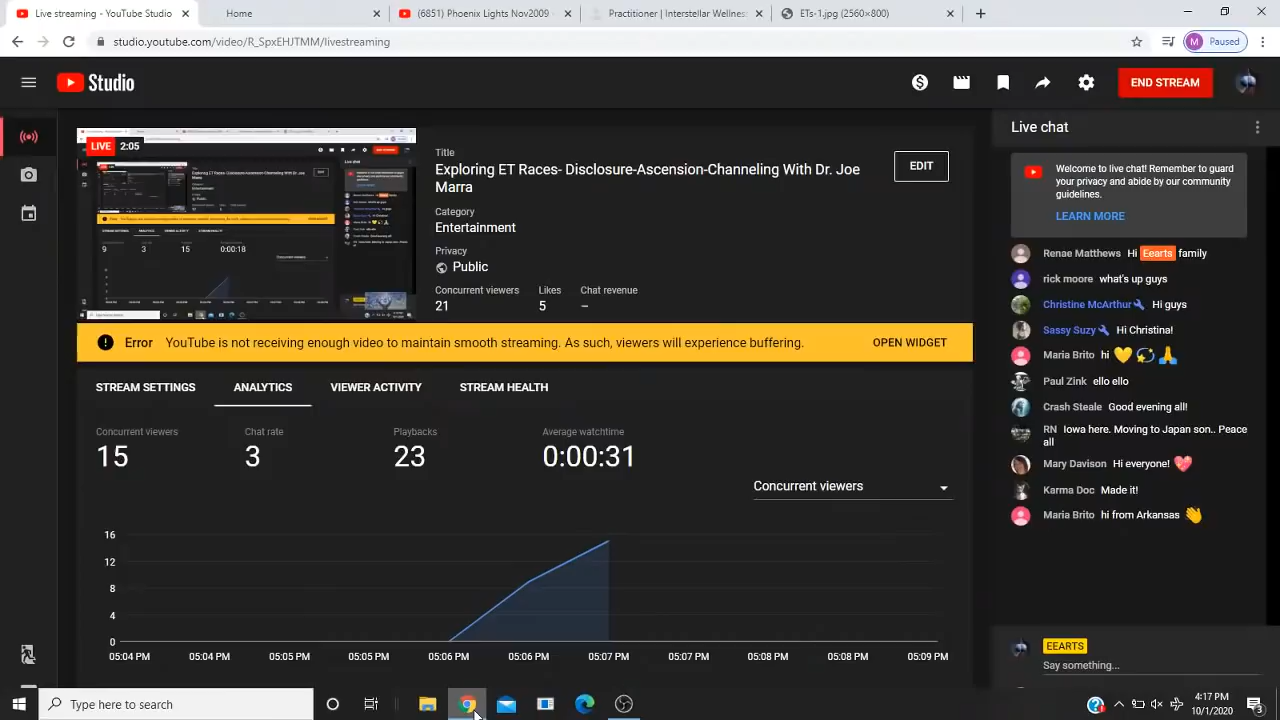 Live streaming - YouTube Studio
Home
(6851) Phoenix Lights Nov2009 -
Practitioner | Interstellar Wellnes
ETs-1.jpg (2560×800)
studio.youtube.com/video/R_SpxEHJTMM/livestreaming
M Paused
Studio
END STREAM
LIVE 2:05
Title
Exploring ET Races- Disclosure-Ascension-Channeling With Dr. Joe
Marra
EDIT
Category
Entertainment
Privacy
Public
Concurrent viewers Likes Chat revenue
21 5 –
Error YouTube is not receiving enough video to maintain smooth streaming. As such, viewers will experience buffering. OPEN WIDGET
STREAM SETTINGS ANALYTICS VIEWER ACTIVITY STREAM HEALTH
Concurrent viewers Chat rate Playbacks Average watchtime
15 3 23 0:00:31
Concurrent viewers
16
12
8
4
0
05:04 PM 05:04 PM 05:05 PM 05:05 PM 05:06 PM 05:06 PM 05:07 PM 05:07 PM 05:08 PM 05:08 PM 05:09 PM
Live chat
Welcome to live chat! Remember to guard
your privacy and abide by our community
guidelines.
LEARN MORE
Renae Matthews Hi Eearts family
rick moore what's up guys
Christine McArthur Hi guys
Sassy Suzy Hi Christina!
Maria Brito hi 💛💫🙏
Paul Zink ello ello
Crash Steale Good evening all!
RN Iowa here. Moving to Japan son.. Peace
all
Mary Davison Hi everyone! 💖
Karma Doc Made it!
Maria Brito hi from Arkansas 👋
EEARTS
Say something...
Type here to search
4:17 PM
10/1/2020